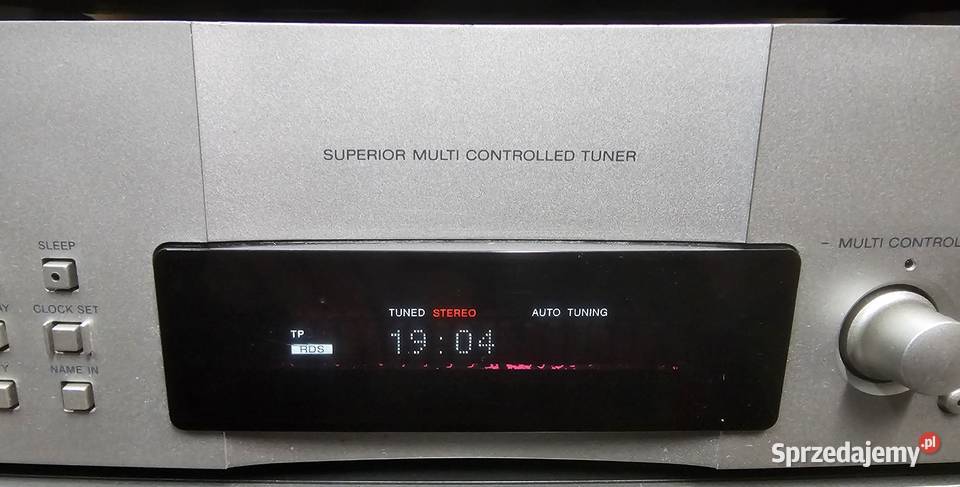 SUPERIOR MULTI CONTROLLED TUNER
SLEEP
CLOCK SET
NAME IN
TUNED STEREO AUTO TUNING
TP
RDS
19:04
- MULTI CONTROL
Sprzedajemy.pl